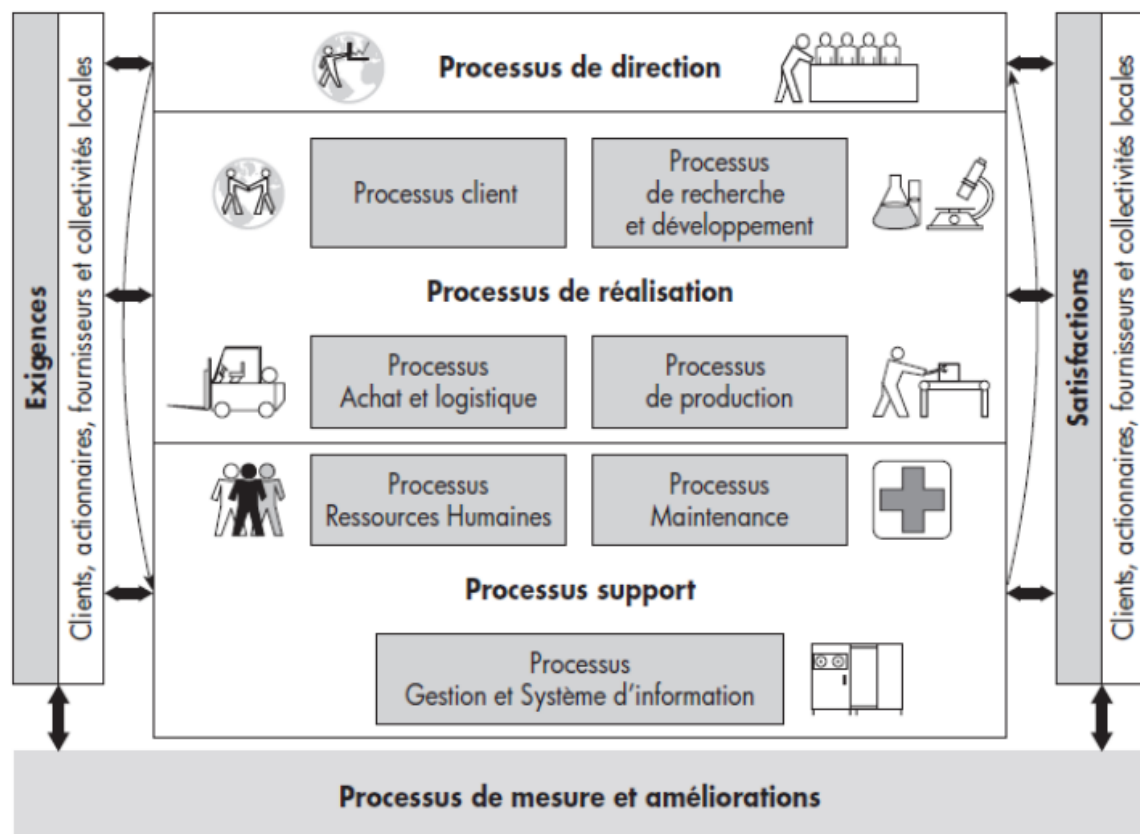 Exigences
Clients, actionnaires, fournisseurs et collectivités locales
Processus de direction
Processus client
Processus
de recherche
et développement
Processus de réalisation
Processus
Achat et logistique
Processus
de production
Processus
Ressources Humaines
Processus
Maintenance
Processus support
Processus
Gestion et Système d'information
Satisfactions
Clients, actionnaires, fournisseurs et collectivités locales
Processus de mesure et améliorations